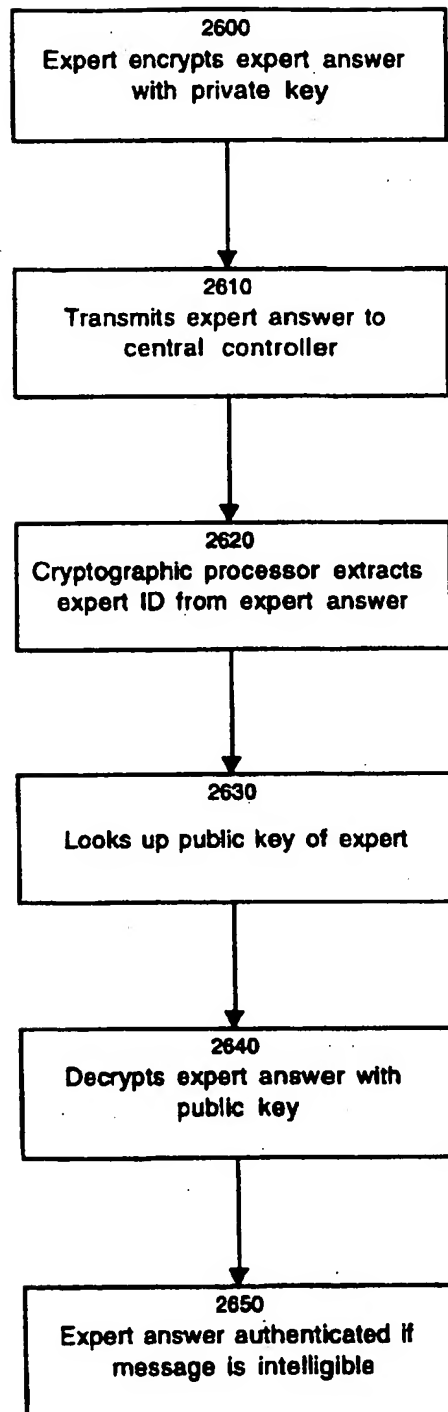 2600
Expert encrypts expert answer
with private key
2610
Transmits expert answer to
central controller
2620
Cryptographic processor extracts
expert ID from expert answer
2630
Looks up public key of expert
2640
Decrypts expert answer with
public key
2650
Expert answer authenticated if
message is intelligible